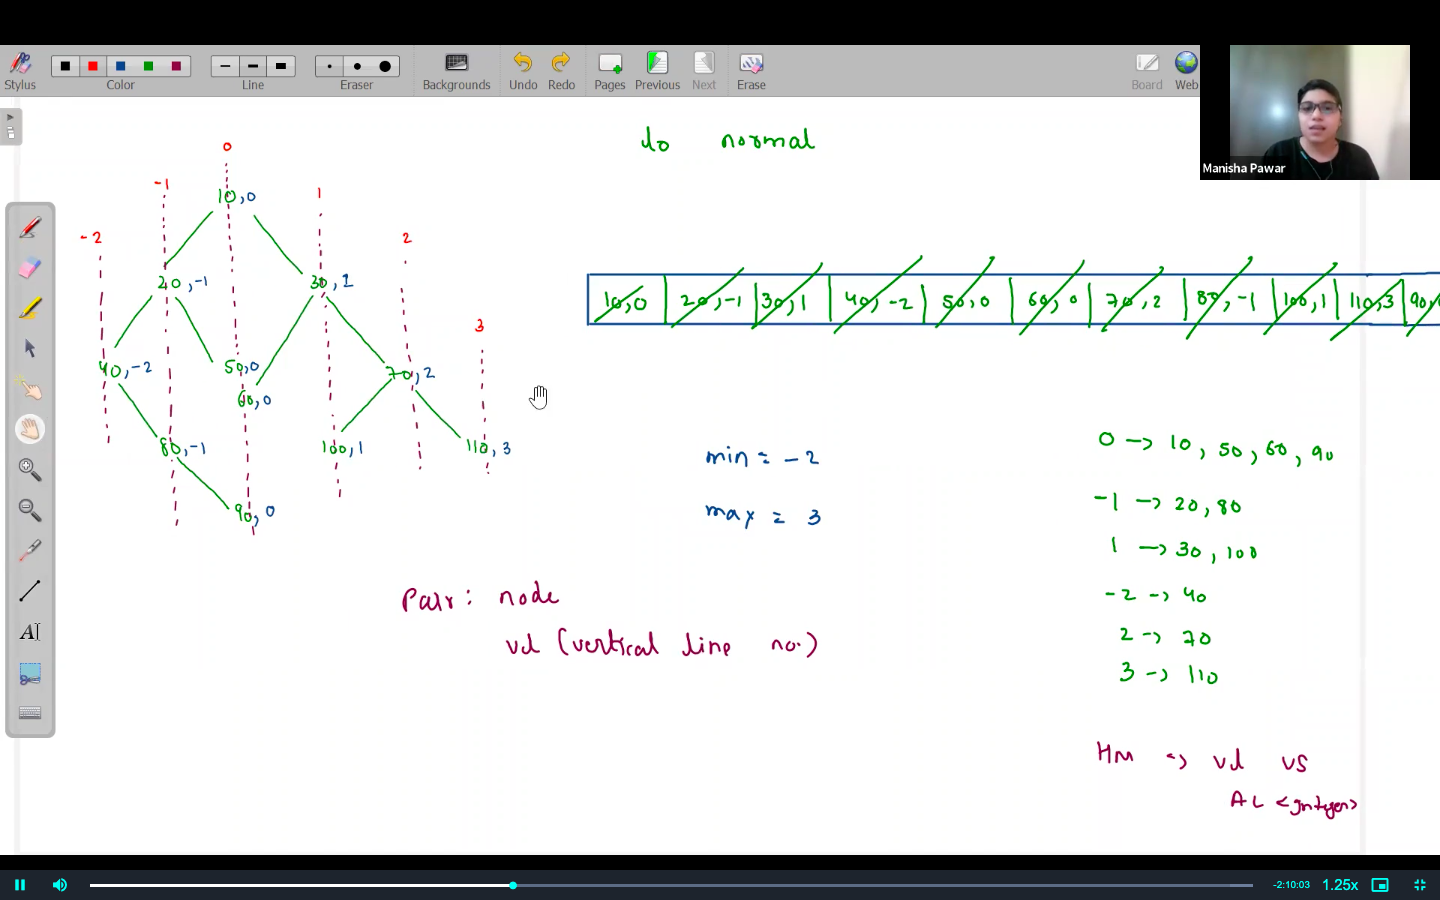 Stylus
Color
Line
Eraser
Backgrounds
Undo
Redo
Pages
Previous
Next
Erase
Board
Web
Manisha Pawar
do normal
0
-1
1
-2
2
3
10,0
20,-1
30,1
40,-2
50,0
60,0
70,2
80,-1
100,1
110,3
90,0
10,0 20,-1 30,1 40,-2 50,0 60,0 70,2 80,-1 100,1 110,3 90,0
min = -2
max = 3
0 -> 10, 50, 60, 90
-1 -> 20, 80
1 -> 30, 100
-2 -> 40
2 -> 70
3 -> 110
Pair: node
vl (vertical line no.)
HM -> vl vs
AL <Integer>
AI
-2:10:03
1.25x